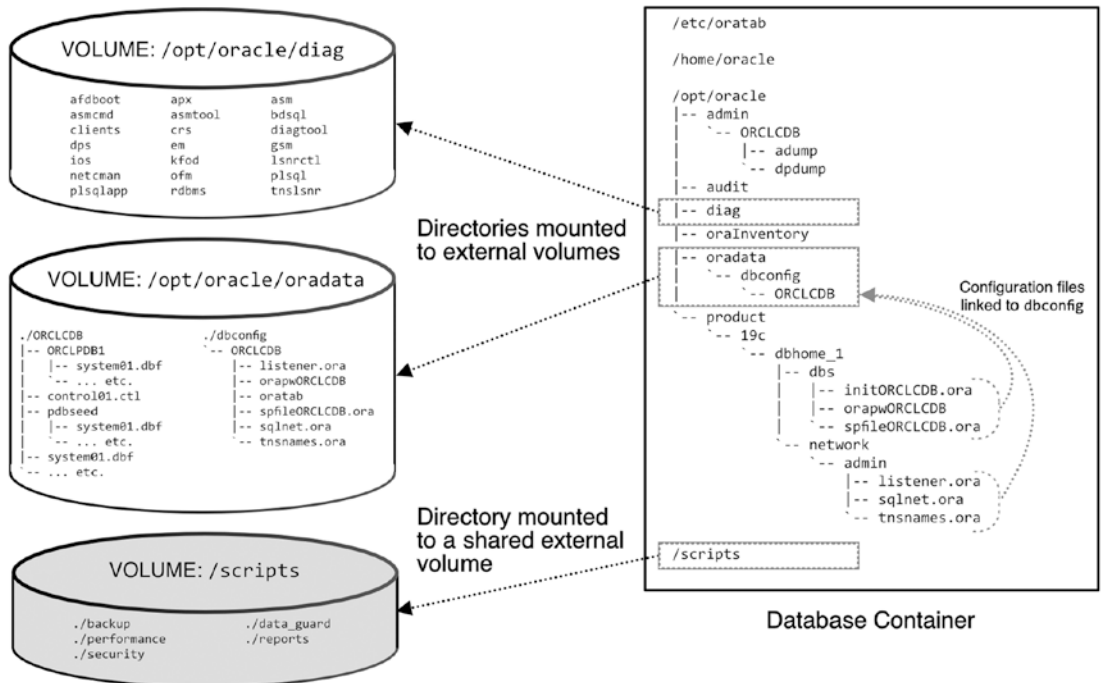 VOLUME: /opt/oracle/diag
afdboot apx asm
asmcmd asmtool bdsql
clients crs diagtool
dps em gsm
ios kfod lsnrctl
netcman ofm plsql
plsqlapp rdbms tnslsnr
VOLUME: /opt/oracle/oradata
./ORCLCDB
|-- ORCLPDB1
|   |-- system01.dbf
|   `-- ... etc.
|-- control01.ctl
|-- pdbseed
|   |-- system01.dbf
|   `-- ... etc.
|-- system01.dbf
`-- ... etc.
./dbconfig
`-- ORCLCDB
    |-- listener.ora
    |-- orapwORCLCDB
    |-- oratab
    |-- spfileORCLCDB.ora
    |-- sqlnet.ora
    `-- tnsnames.ora
VOLUME: /scripts
./backup ./data_guard
./performance ./reports
./security
Directories mounted
to external volumes
Directory mounted
to a shared external
volume
/etc/oratab
/home/oracle
/opt/oracle
|-- admin
|   `-- ORCLCDB
|       |-- adump
|       `-- dpdump
|-- audit
|-- diag
|-- oraInventory
|-- oradata
|   `-- dbconfig
|       `-- ORCLCDB
`-- product
    `-- 19c
        `-- dbhome_1
            |-- dbs
            |   |-- initORCLCDB.ora
            |   |-- orapwORCLCDB
            |   `-- spfileORCLCDB.ora
            `-- network
                `-- admin
                    |-- listener.ora
                    |-- sqlnet.ora
                    `-- tnsnames.ora
/scripts
Configuration files
linked to dbconfig
Database Container